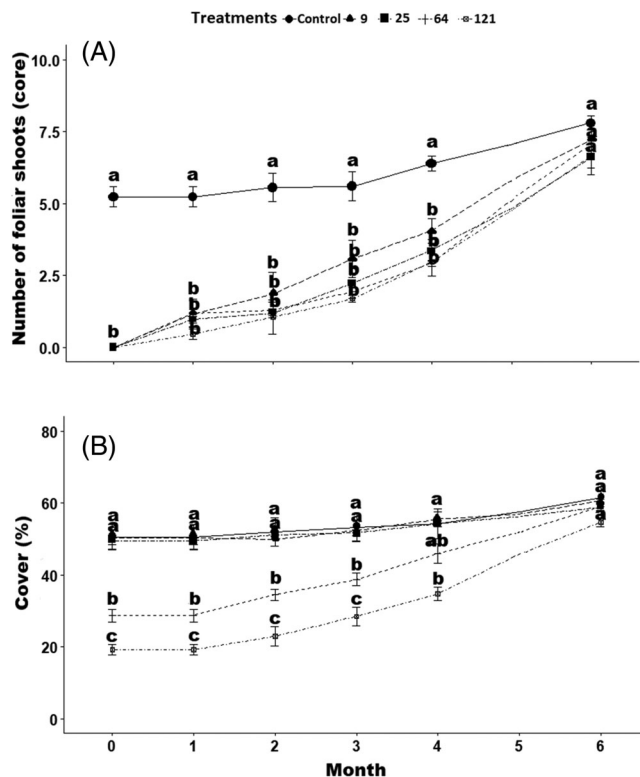 Treatments Control 9 25 64 121
(A)
Number of foliar shoots (core)
10.0
7.5
5.0
2.5
0.0
a a a a a a
a
a
b b b b b
b b b b
b b b b
(B)
Cover (%)
80
60
40
20
0
a a a a a a
a a a a a
a
b b b b ab
c c c c b
0 1 2 3 4 6
Month